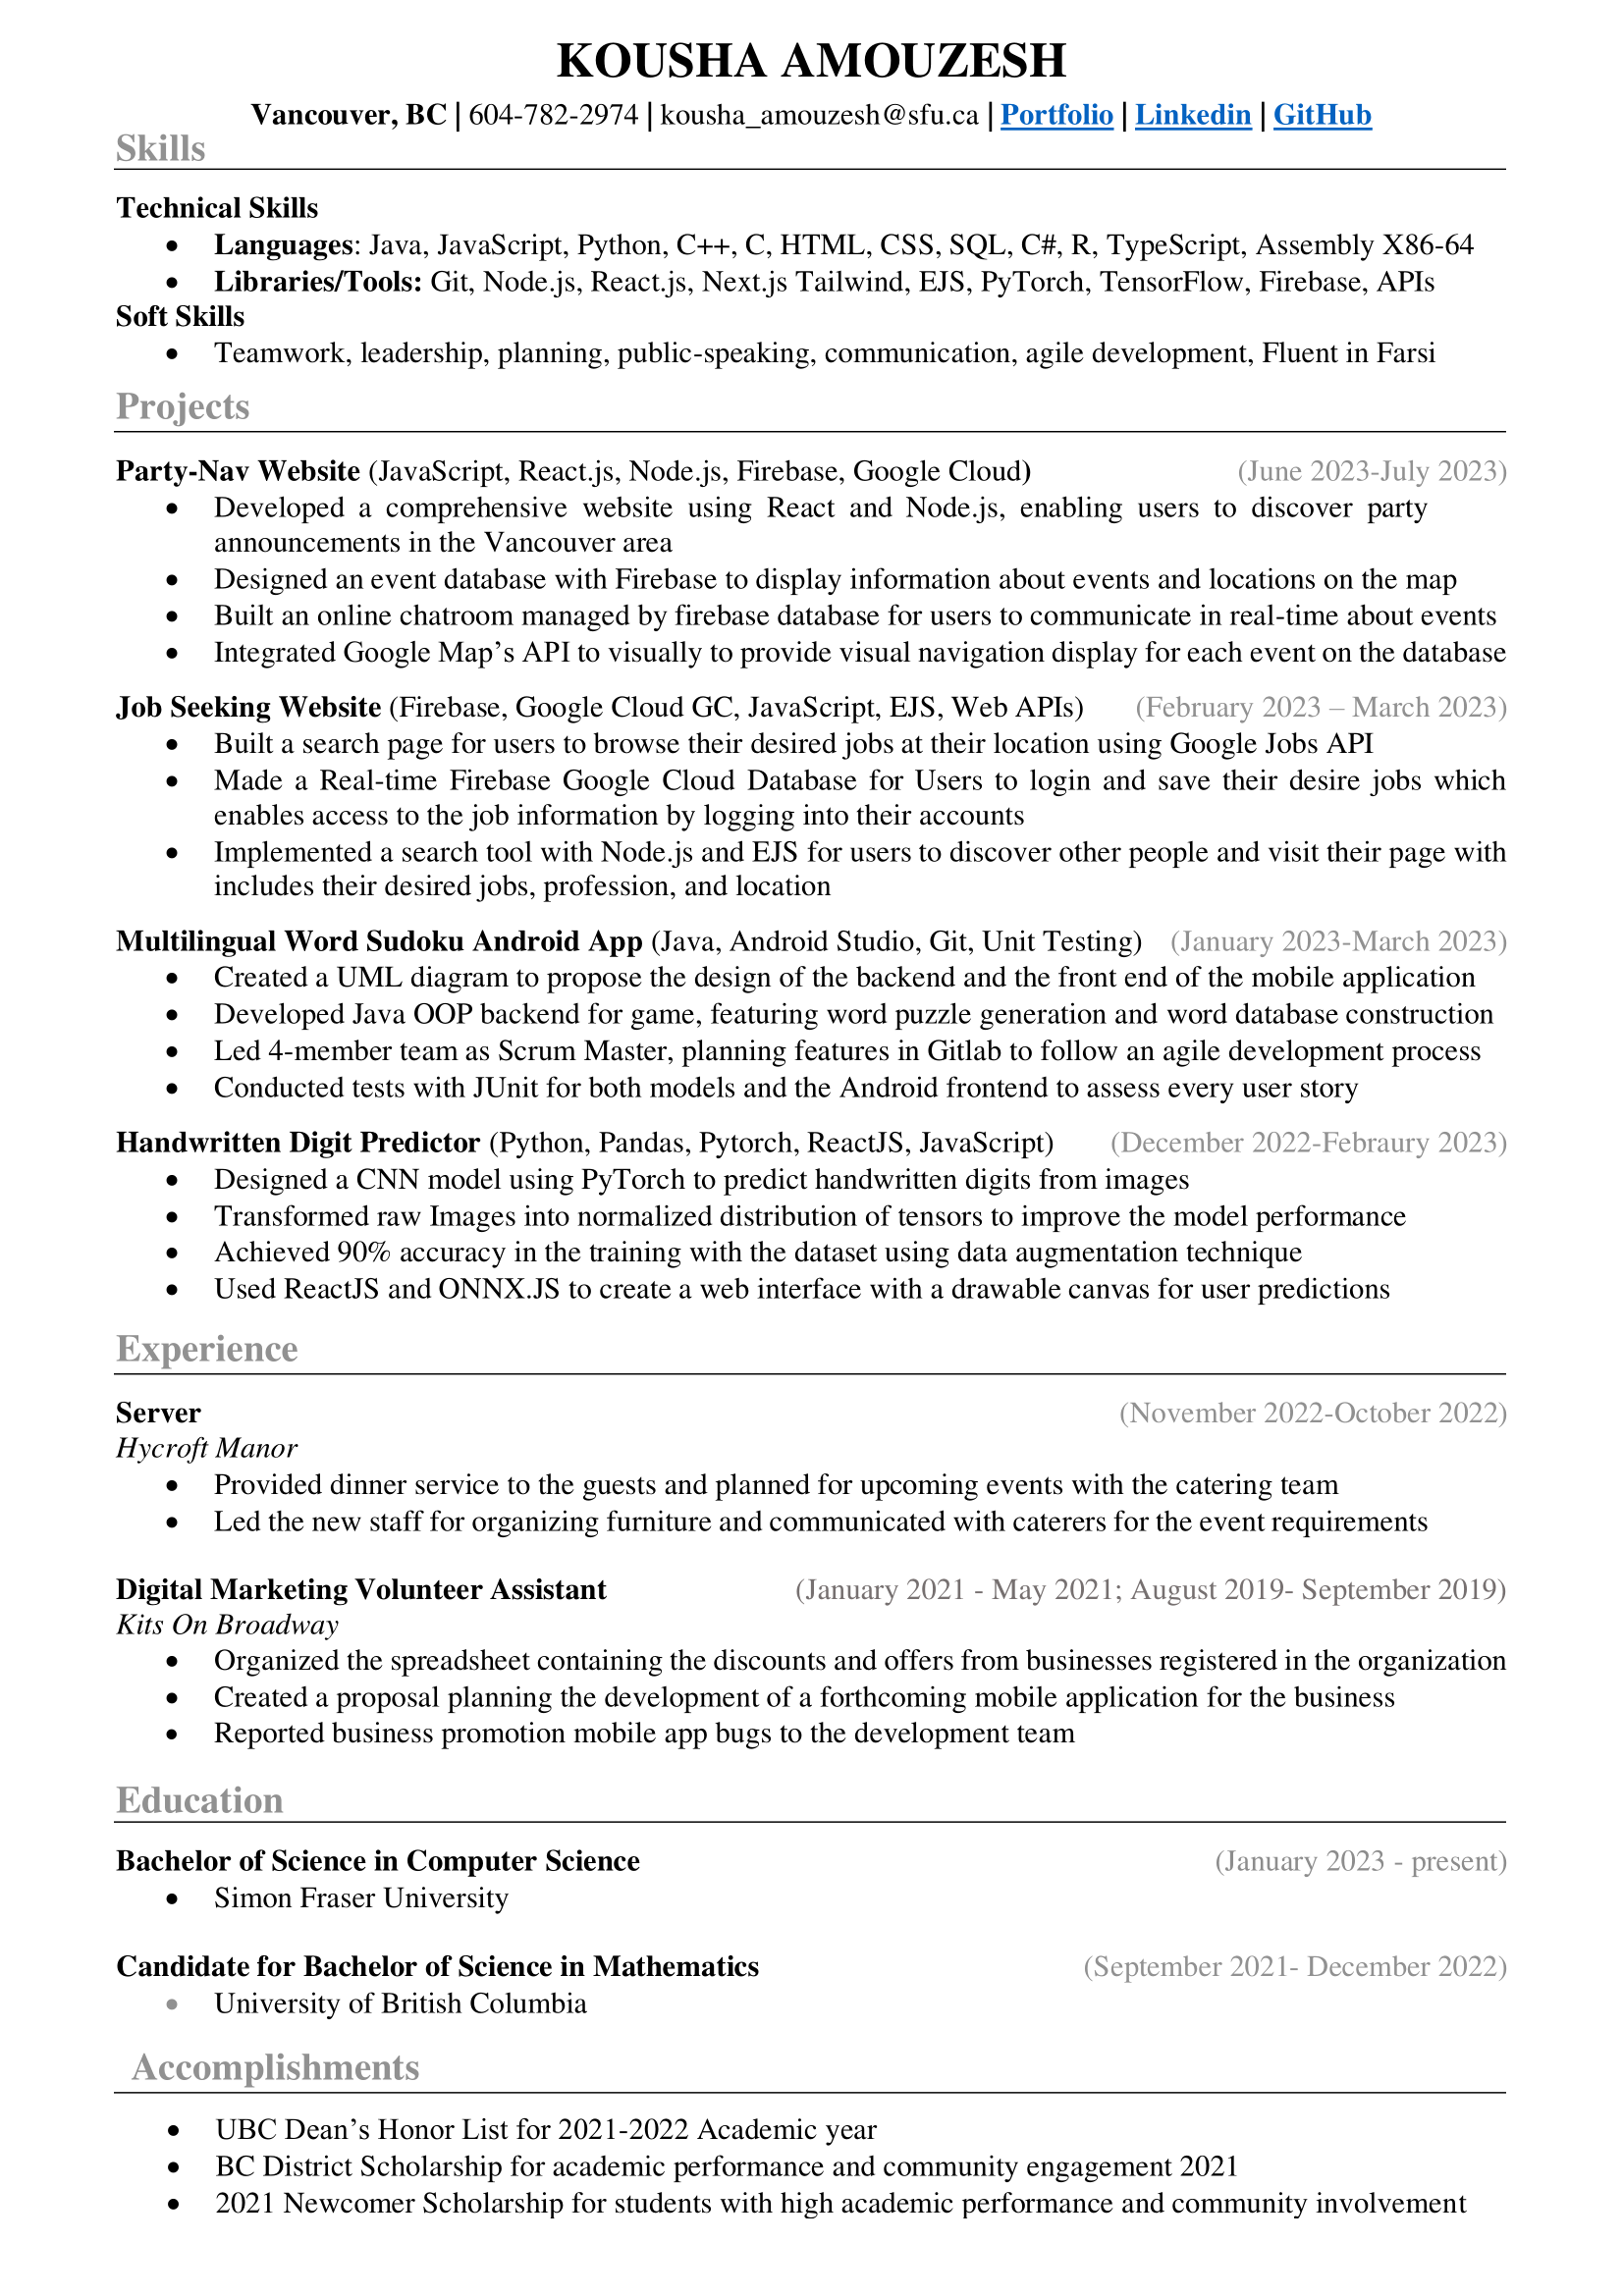 KOUSHA AMOUZESH
Vancouver, BC | 604-782-2974 | kousha_amouzesh@sfu.ca | Portfolio | Linkedin | GitHub
Skills
Technical Skills
• Languages: Java, JavaScript, Python, C++, C, HTML, CSS, SQL, C#, R, TypeScript, Assembly X86-64
• Libraries/Tools: Git, Node.js, React.js, Next.js Tailwind, EJS, PyTorch, TensorFlow, Firebase, APIs
Soft Skills
• Teamwork, leadership, planning, public-speaking, communication, agile development, Fluent in Farsi
Projects
Party-Nav Website (JavaScript, React.js, Node.js, Firebase, Google Cloud) (June 2023-July 2023)
• Developed a comprehensive website using React and Node.js, enabling users to discover party
announcements in the Vancouver area
• Designed an event database with Firebase to display information about events and locations on the map
• Built an online chatroom managed by firebase database for users to communicate in real-time about events
• Integrated Google Map's API to visually to provide visual navigation display for each event on the database
Job Seeking Website (Firebase, Google Cloud GC, JavaScript, EJS, Web APIs) (February 2023 – March 2023)
• Built a search page for users to browse their desired jobs at their location using Google Jobs API
• Made a Real-time Firebase Google Cloud Database for Users to login and save their desire jobs which
enables access to the job information by logging into their accounts
• Implemented a search tool with Node.js and EJS for users to discover other people and visit their page with
includes their desired jobs, profession, and location
Multilingual Word Sudoku Android App (Java, Android Studio, Git, Unit Testing) (January 2023-March 2023)
• Created a UML diagram to propose the design of the backend and the front end of the mobile application
• Developed Java OOP backend for game, featuring word puzzle generation and word database construction
• Led 4-member team as Scrum Master, planning features in Gitlab to follow an agile development process
• Conducted tests with JUnit for both models and the Android frontend to assess every user story
Handwritten Digit Predictor (Python, Pandas, Pytorch, ReactJS, JavaScript) (December 2022-Febraury 2023)
• Designed a CNN model using PyTorch to predict handwritten digits from images
• Transformed raw Images into normalized distribution of tensors to improve the model performance
• Achieved 90% accuracy in the training with the dataset using data augmentation technique
• Used ReactJS and ONNX.JS to create a web interface with a drawable canvas for user predictions
Experience
Server (November 2022-October 2022)
Hycroft Manor
• Provided dinner service to the guests and planned for upcoming events with the catering team
• Led the new staff for organizing furniture and communicated with caterers for the event requirements
Digital Marketing Volunteer Assistant (January 2021 - May 2021; August 2019- September 2019)
Kits On Broadway
• Organized the spreadsheet containing the discounts and offers from businesses registered in the organization
• Created a proposal planning the development of a forthcoming mobile application for the business
• Reported business promotion mobile app bugs to the development team
Education
Bachelor of Science in Computer Science (January 2023 - present)
• Simon Fraser University
Candidate for Bachelor of Science in Mathematics (September 2021- December 2022)
• University of British Columbia
Accomplishments
• UBC Dean's Honor List for 2021-2022 Academic year
• BC District Scholarship for academic performance and community engagement 2021
• 2021 Newcomer Scholarship for students with high academic performance and community involvement